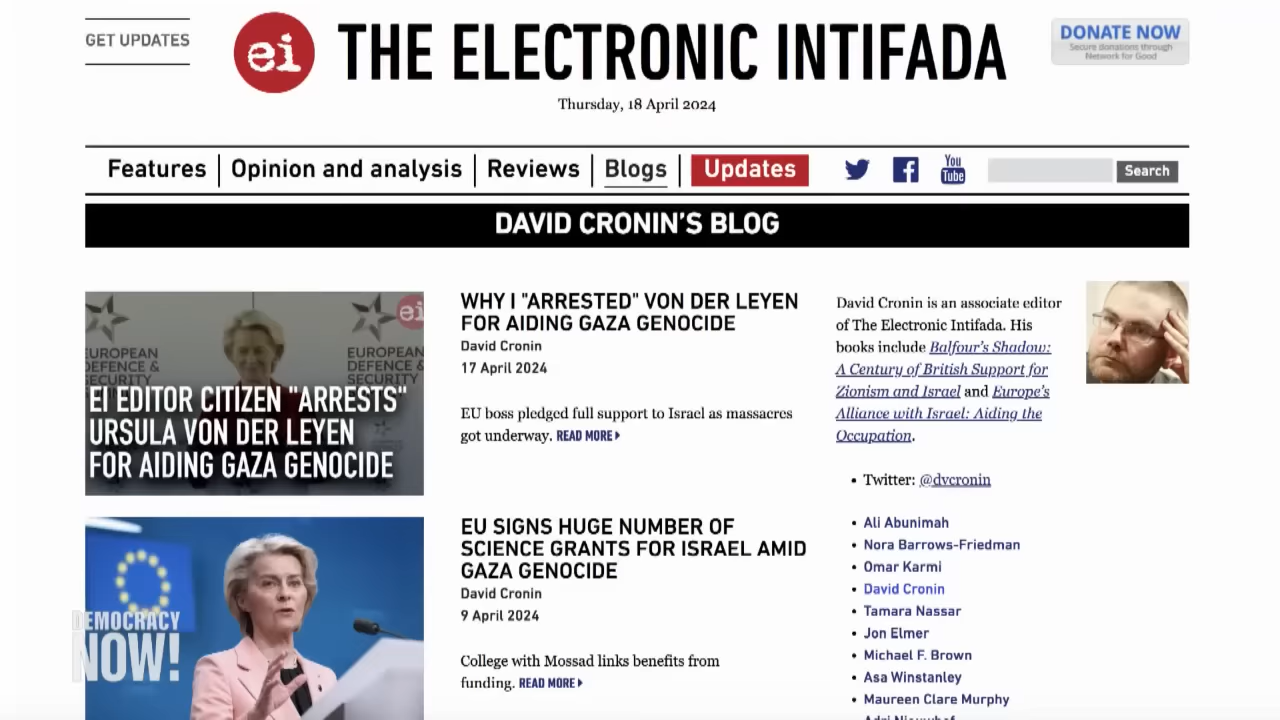 GET UPDATES
ei
THE ELECTRONIC INTIFADA
Thursday, 18 April 2024
DONATE NOW
Secure donations through
Network for Good
Features
Opinion and analysis
Reviews
Blogs
Updates
You
Tube
Search
DAVID CRONIN'S BLOG
ei
EUROPEAN
DEFENCE &
SECURITY
EUROPEAN
DEFENCE &
SECURITY
EI EDITOR CITIZEN "ARRESTS"
URSULA VON DER LEYEN
FOR AIDING GAZA GENOCIDE
WHY I "ARRESTED" VON DER LEYEN
FOR AIDING GAZA GENOCIDE
David Cronin
17 April 2024
EU boss pledged full support to Israel as massacres
got underway. READ MORE
EU SIGNS HUGE NUMBER OF
SCIENCE GRANTS FOR ISRAEL AMID
GAZA GENOCIDE
David Cronin
9 April 2024
College with Mossad links benefits from
funding. READ MORE
David Cronin is an associate editor
of The Electronic Intifada. His
books include Balfour's Shadow:
A Century of British Support for
Zionism and Israel and Europe's
Alliance with Israel: Aiding the
Occupation.
• Twitter: @dvcronin
• Ali Abunimah
• Nora Barrows-Friedman
• Omar Karmi
• David Cronin
• Tamara Nassar
• Jon Elmer
• Michael F. Brown
• Asa Winstanley
• Maureen Clare Murphy
DEMOCRACY
NOW!